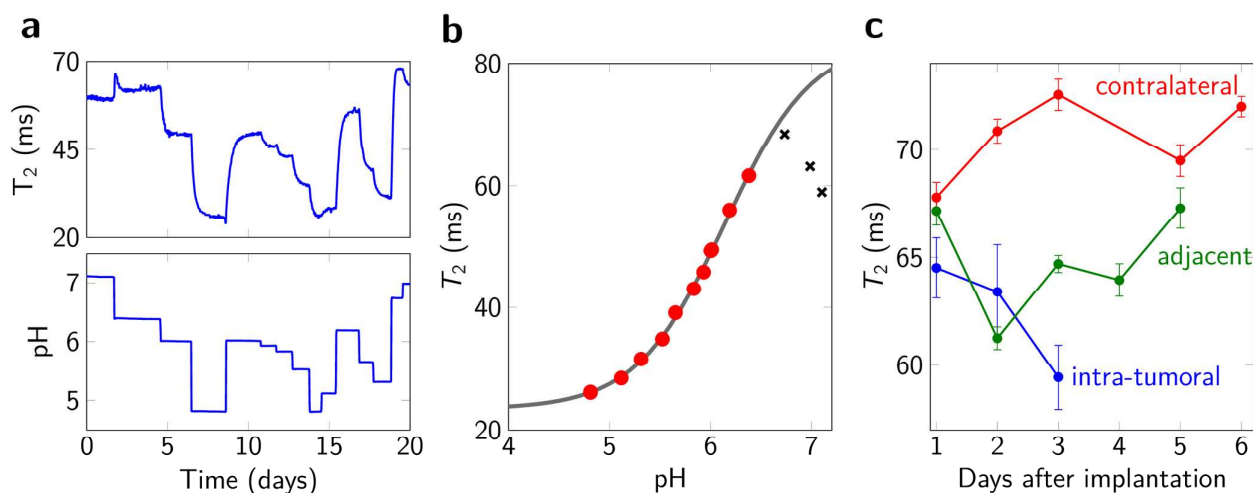 a
70
45
20
T2 (ms)
7
6
5
pH
0 5 10 15 20
Time (days)
b
80
60
40
20
T2 (ms)
4 5 6 7
pH
c
70
65
60
T2 (ms)
contralateral
adjacent
intra-tumoral
1 2 3 4 5 6
Days after implantation